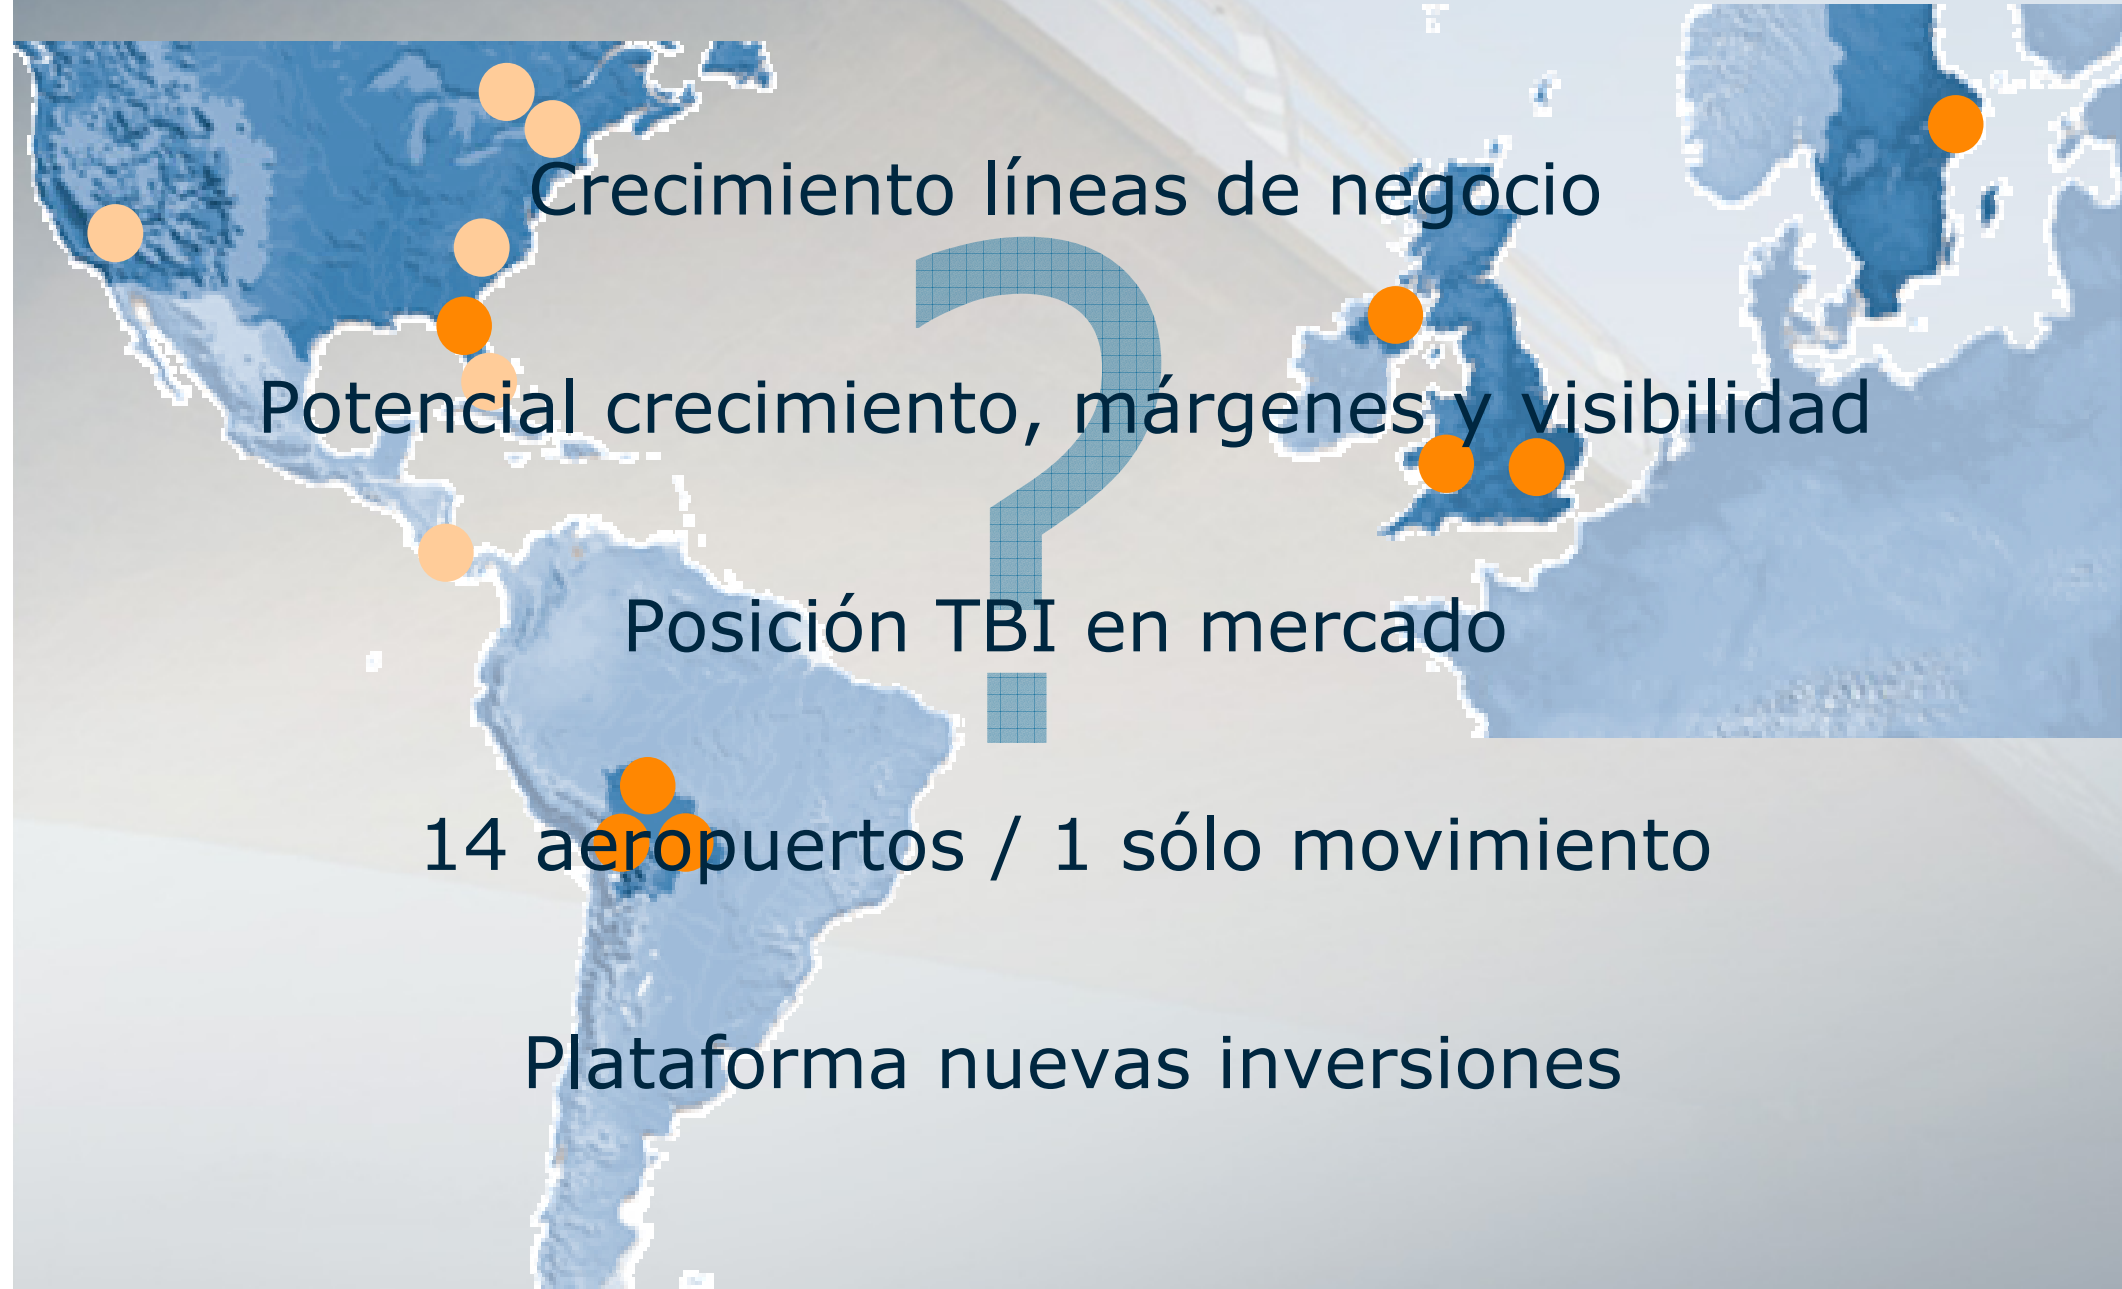 Crecimiento líneas de negocio
?
Potencial crecimiento, márgenes y visibilidad
Posición TBI en mercado
14 aeropuertos / 1 sólo movimiento
Plataforma nuevas inversiones